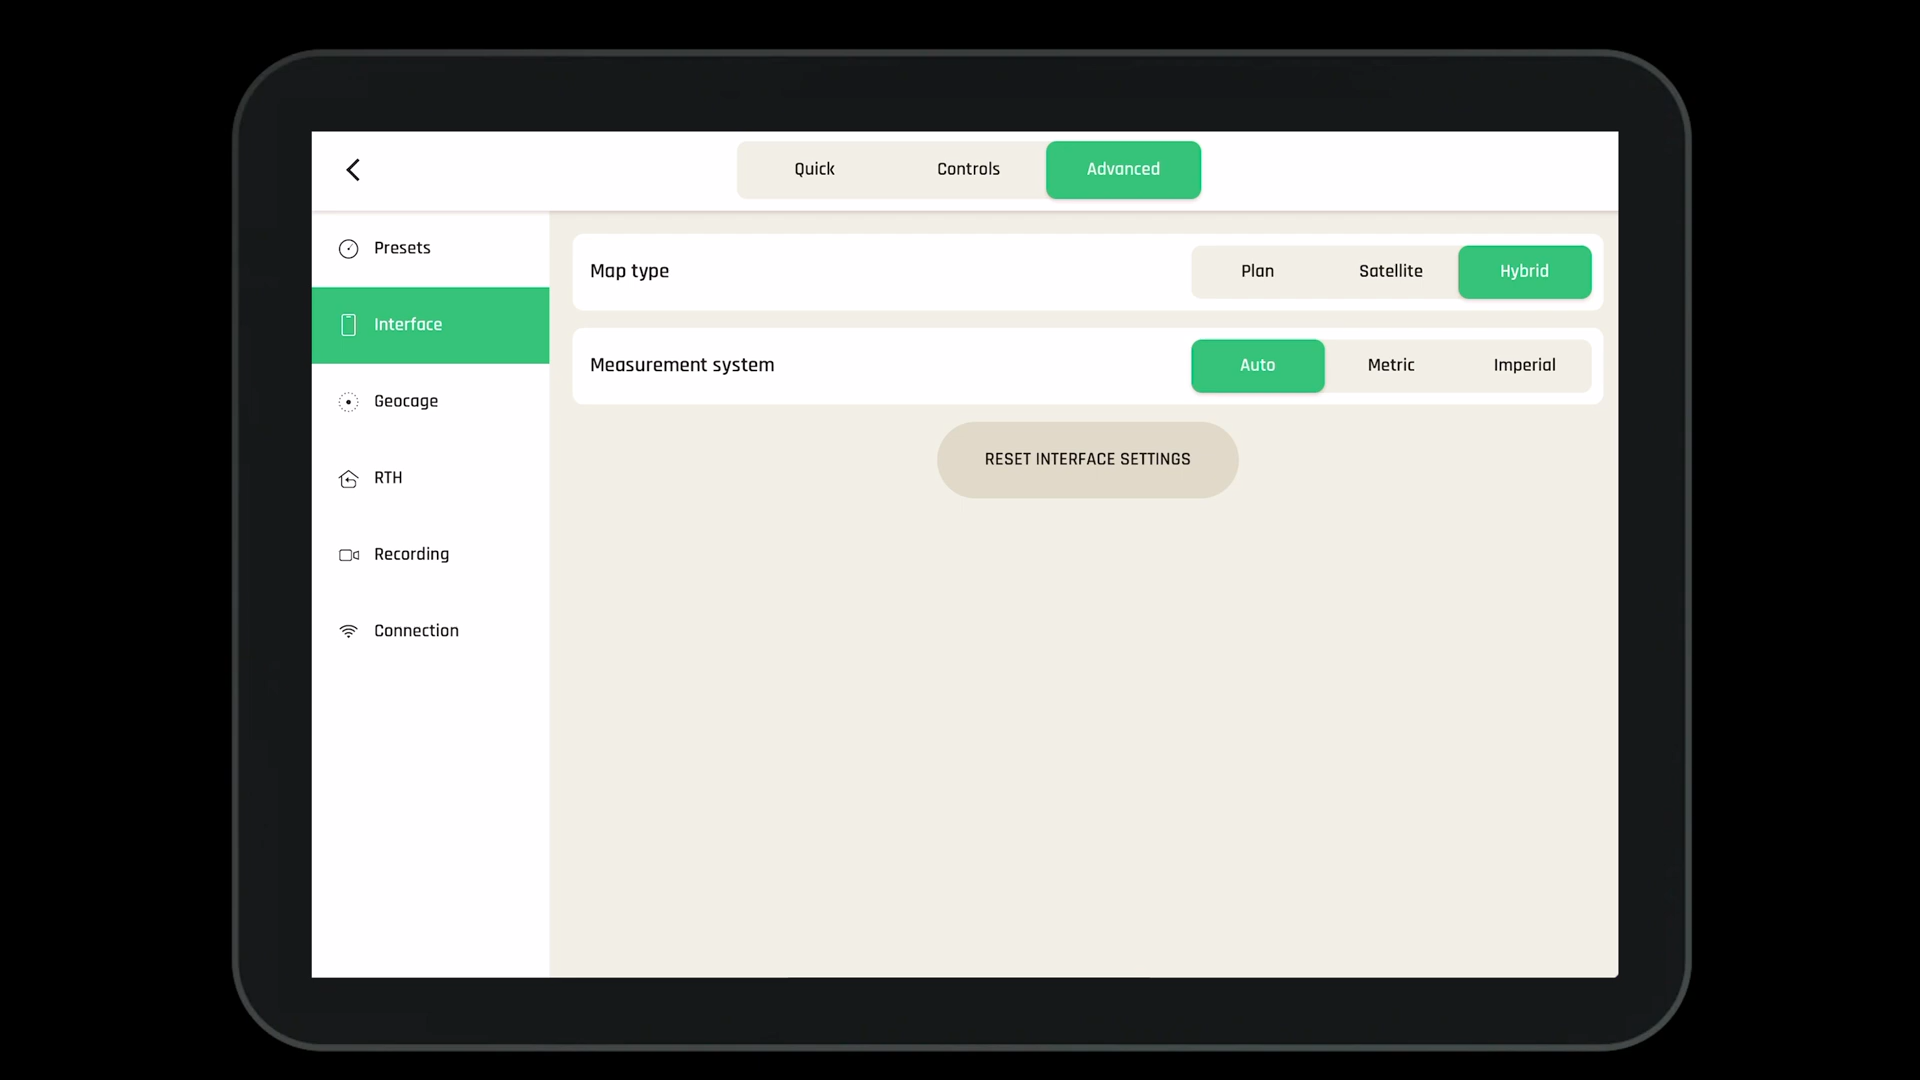 Quick Controls Advanced
Presets
Interface
Geocage
RTH
Recording
Connection
Map type Plan Satellite Hybrid
Measurement system Auto Metric Imperial
RESET INTERFACE SETTINGS